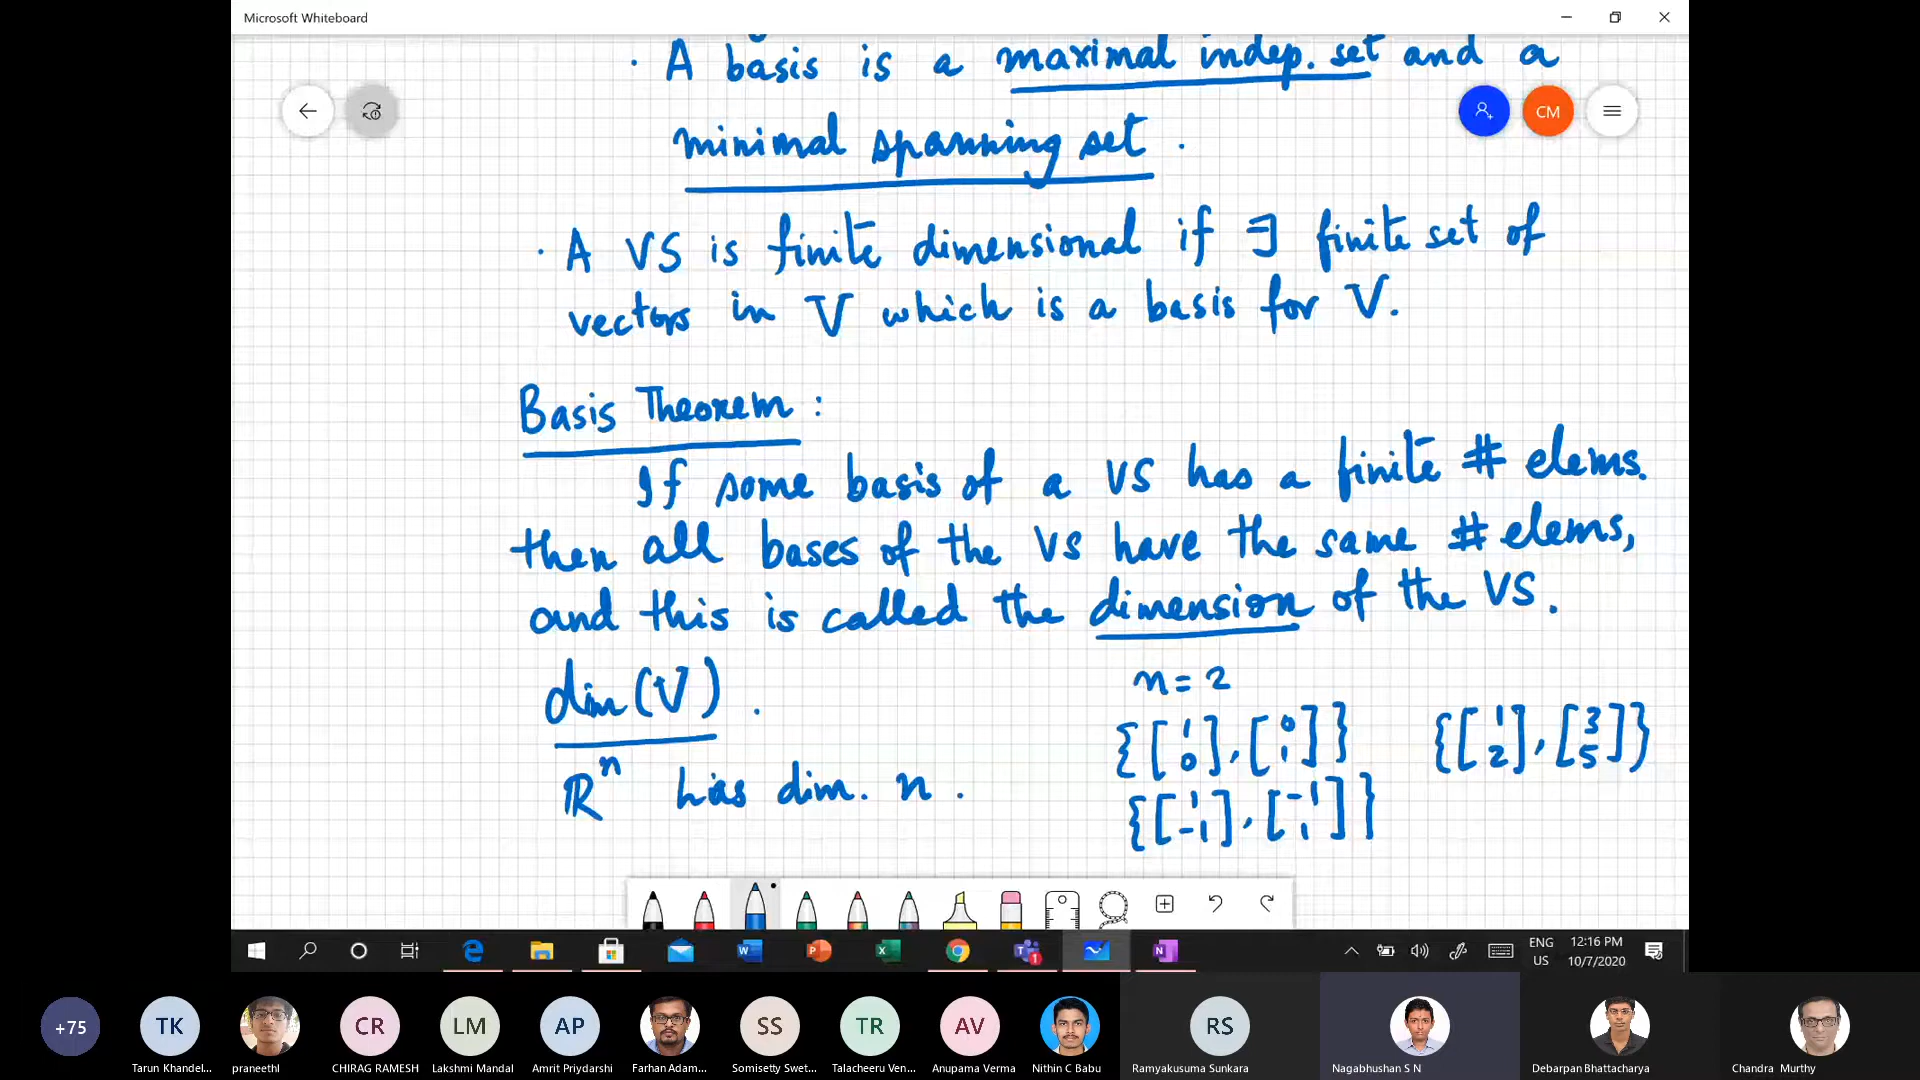 Microsoft Whiteboard
· A basis is a maximal indep. set and a
minimal spanning set .
CM
· A VS is finite dimensional if ∃ finite set of
vectors in V which is a basis for V.
Basis Theorem :
If some basis of a VS has a finite # elems.
then all bases of the VS have the same # elems,
and this is called the dimension of the VS.
dim(V) .
n = 2
{[1 0], [0 1]} {[1 2], [3 5]}
ℝⁿ has dim. n .
{[1 -1], [-1 1]}
ENG 12:16 PM
US 10/7/2020
+75 TK CR LM AP SS TR AV RS
Tarun Khandel... praneethl CHIRAG RAMESH Lakshmi Mandal Amrit Priydarshi Farhan Adam... Somisetty Swet... Talacheeru Ven... Anupama Verma Nithin C Babu Ramyakusuma Sunkara Nagabhushan S N Debarpan Bhattacharya Chandra Murthy